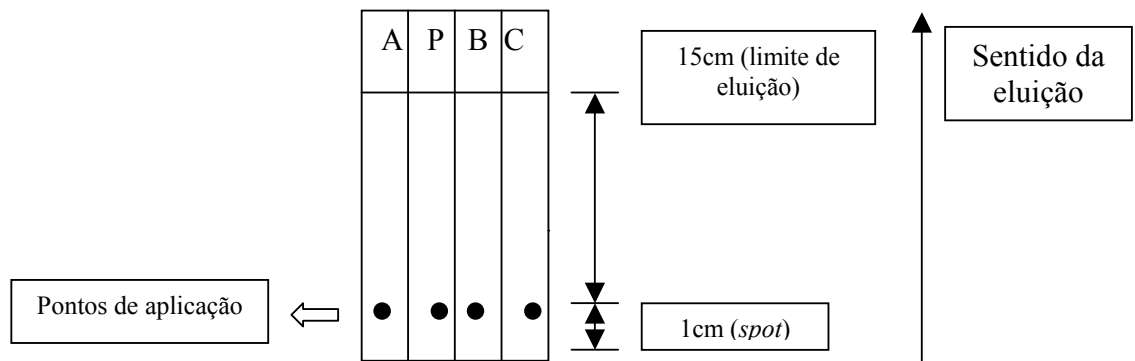 A P B C
15cm (limite de
eluição)
Sentido da
eluição
Pontos de aplicação
1cm (spot)